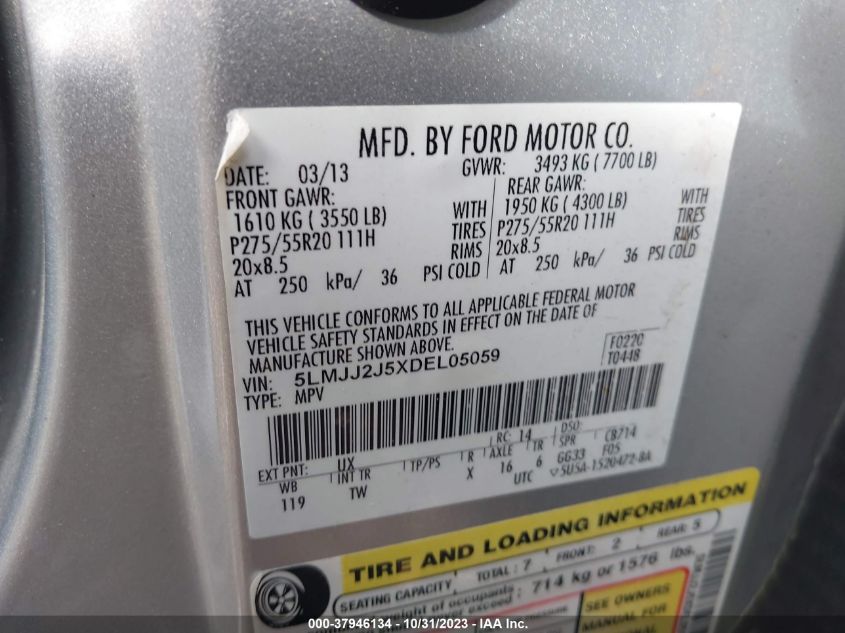 MFD. BY FORD MOTOR CO.
DATE: 03/13 GVWR: 3493 KG ( 7700 LB)
FRONT GAWR: REAR GAWR:
1610 KG ( 3550 LB) WITH 1950 KG ( 4300 LB) WITH
P275/55R20 111H TIRES P275/55R20 111H TIRES
20x8.5 RIMS 20x8.5 RIMS
AT 250 kPa/ 36 PSI COLD AT 250 kPa/ 36 PSI COLD
THIS VEHICLE CONFORMS TO ALL APPLICABLE FEDERAL MOTOR
VEHICLE SAFETY STANDARDS IN EFFECT ON THE DATE OF
MANUFACTURE SHOWN ABOVE.
VIN: 5LMJJ2J5XDEL05059 F0220
TYPE: MPV T0448
EXT PNT: UX RC: 14 DSO: CB714
WB INT TR TP/PS R AXLE TR SPR F05
119 TW X 16 6 GG33
UTC 5U5A-1520472-BA
TIRE AND LOADING INFORMATION
SEATING CAPACITY TOTAL: 7 FRONT: 2 REAR: 5
weight of occupants : 714 kg or 1576 lbs.
SEE OWNERS
MANUAL FOR
000-37946134 - 10/31/2023 - IAA Inc.